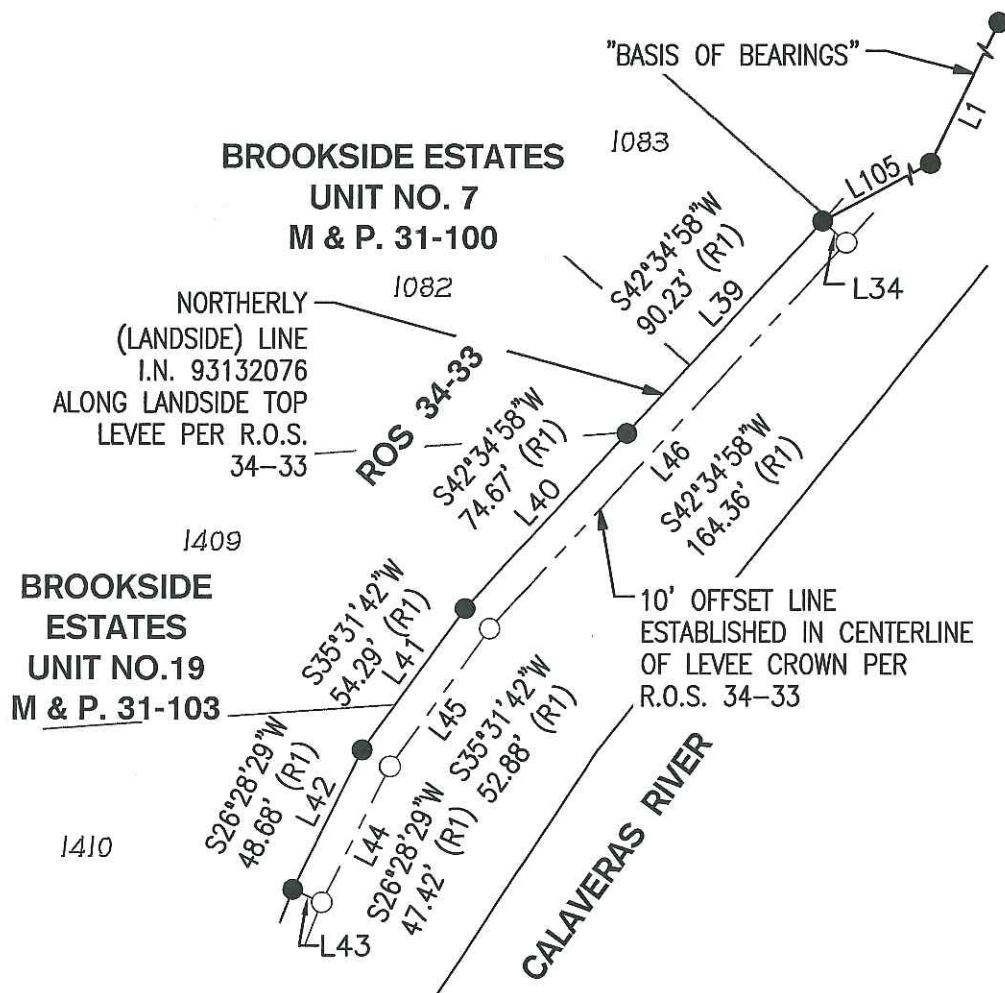 "BASIS OF BEARINGS"
1083
L1
L105
BROOKSIDE ESTATES
UNIT NO. 7
M & P. 31-100
S42°34'58"W
90.23' (R1)
L39
L34
1082
NORTHERLY
(LANDSIDE) LINE
I.N. 93132076
ALONG LANDSIDE TOP
LEVEE PER R.O.S.
34-33
ROS 34-33
S42°34'58"W
74.67' (R1)
L40
L46
S42°34'58"W
164.36' (R1)
1409
BROOKSIDE
ESTATES
UNIT NO.19
M & P. 31-103
S35°31'42"W
54.29' (R1)
L41
10' OFFSET LINE
ESTABLISHED IN CENTERLINE
OF LEVEE CROWN PER
R.O.S. 34-33
L45
S35°31'42"W
52.88' (R1)
S26°28'29"W
48.68' (R1)
L42
L44
S26°28'29"W
47.42' (R1)
1410
L43
CALAVERAS RIVER